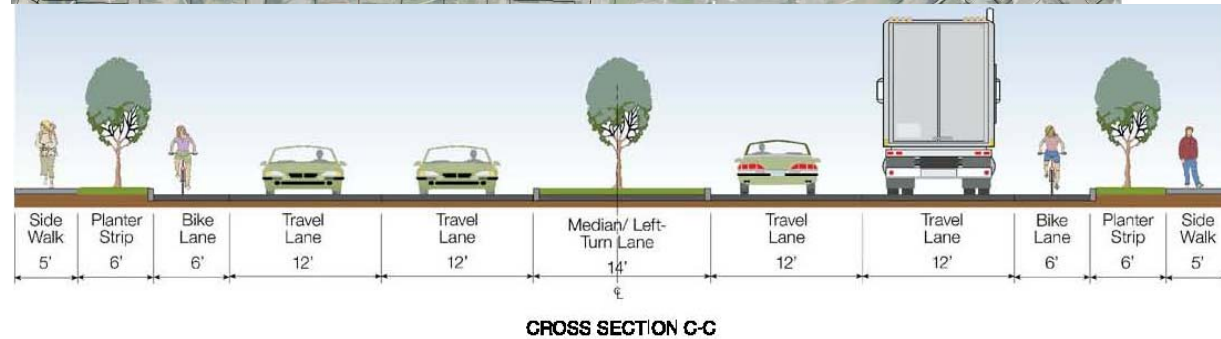 Side
Walk
5'
Planter
Strip
6'
Bike
Lane
6'
Travel
Lane
12'
Travel
Lane
12'
Median/ Left-
Turn Lane
14'
℄
Travel
Lane
12'
Travel
Lane
12'
Bike
Lane
6'
Planter
Strip
6'
Side
Walk
5'
CROSS SECTION C-C